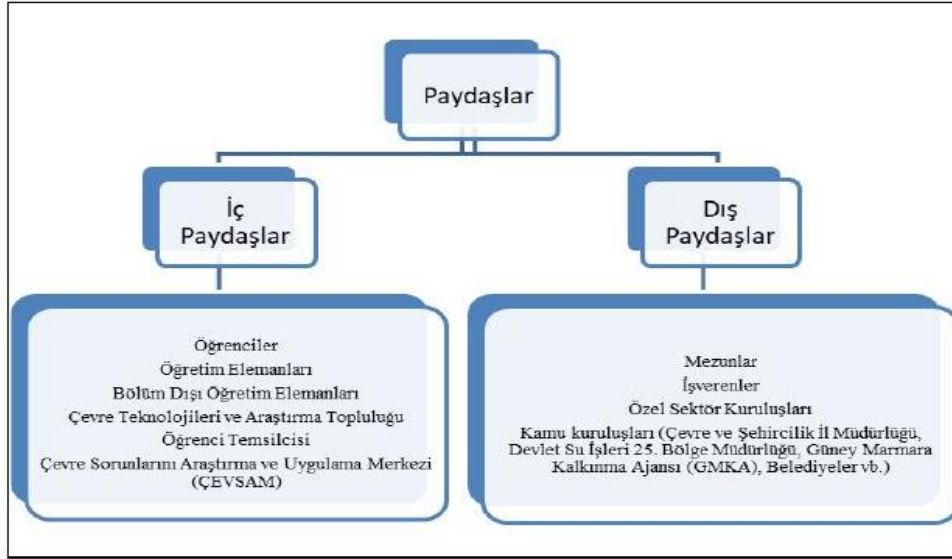 Paydaşlar
İç
Paydaşlar
Dış
Paydaşlar
Öğrenciler
Öğretim Elemanları
Bölüm Dışı Öğretim Elemanları
Çevre Teknolojileri ve Araştırma Topluluğu
Öğrenci Temsilcisi
Çevre Sorunlarını Araştırma ve Uygulama Merkezi
(ÇEVSAM)
Mezunlar
İşverenler
Özel Sektör Kuruluşları
Kamu kuruluşları (Çevre ve Şehircilik İl Müdürlüğü,
Devlet Su İşleri 25. Bölge Müdürlüğü, Güney Marmara
Kalkınma Ajansı (GMKA), Belediyeler vb.)